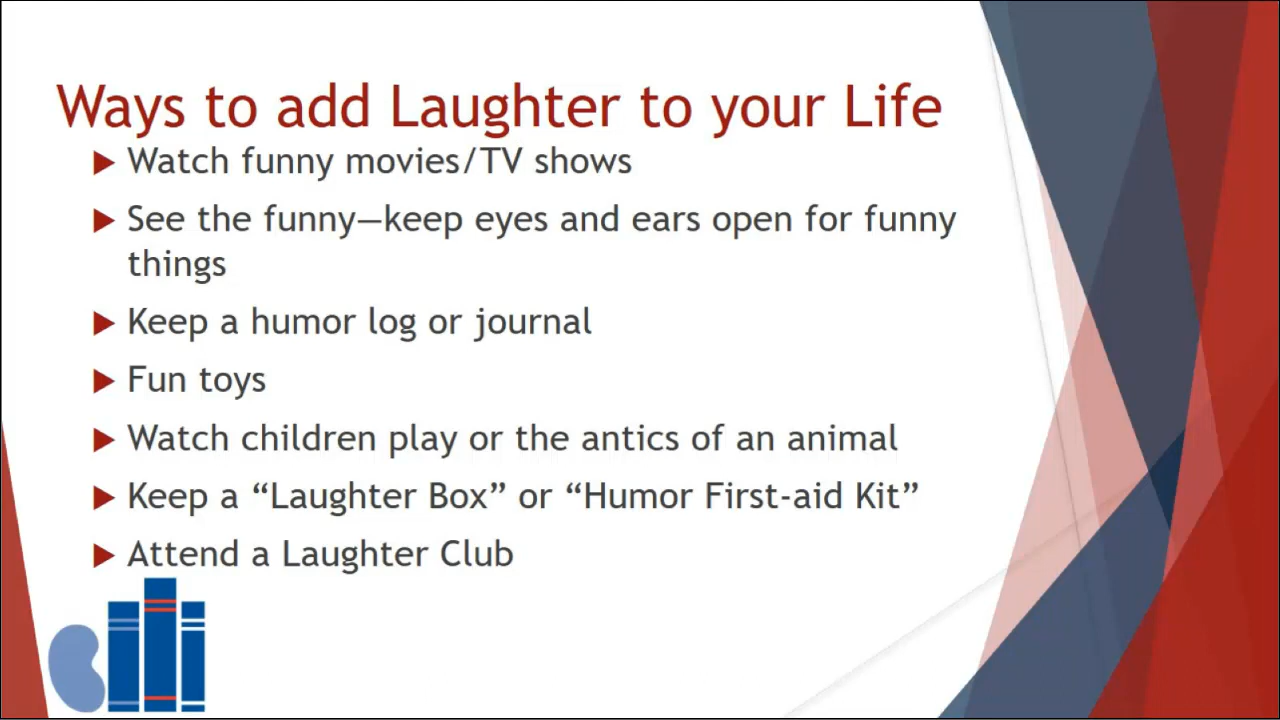 Ways to add Laughter to your Life
Watch funny movies/TV shows
See the funny—keep eyes and ears open for funny
things
Keep a humor log or journal
Fun toys
Watch children play or the antics of an animal
Keep a “Laughter Box” or “Humor First-aid Kit”
Attend a Laughter Club